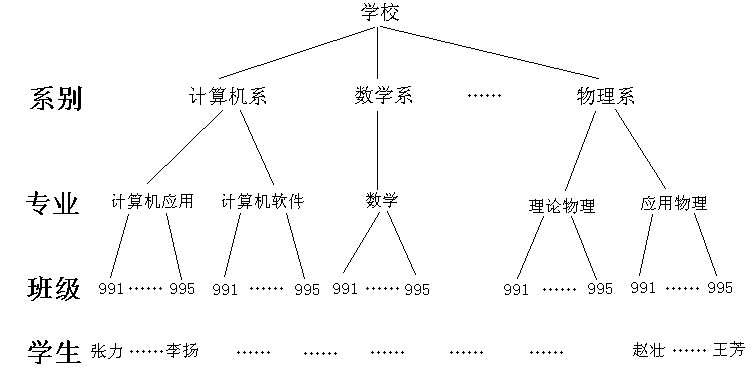 学校
系别 计算机系 数学系 …… 物理系
专业 计算机应用 计算机软件 数学 理论物理 应用物理
班级 991 …… 995 991 …… 995 991 …… 995 991 …… 995 991 …… 995
学生 张力 …… 李扬 …… …… …… …… …… 赵壮 …… 王芳